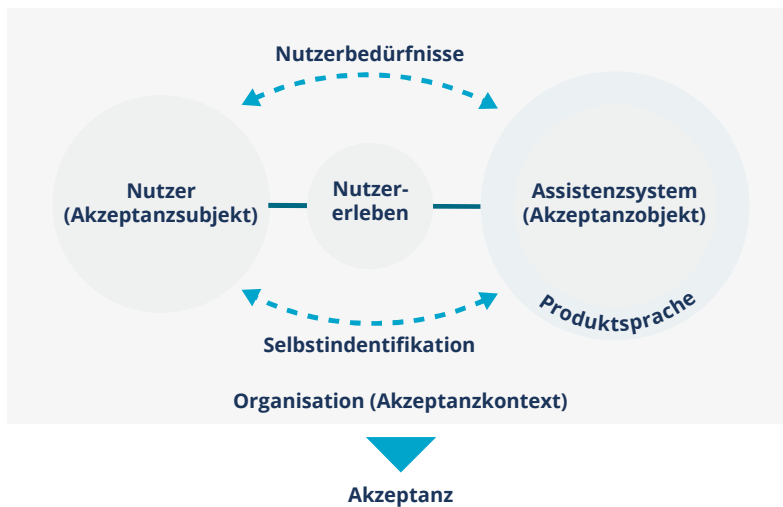 Nutzerbedürfnisse
Nutzer
(Akzeptanzsubjekt)
Nutzer-
erleben
Assistenzsystem
(Akzeptanzobjekt)
Produktsprache
Selbstindentifikation
Organisation (Akzeptanzkontext)
Akzeptanz